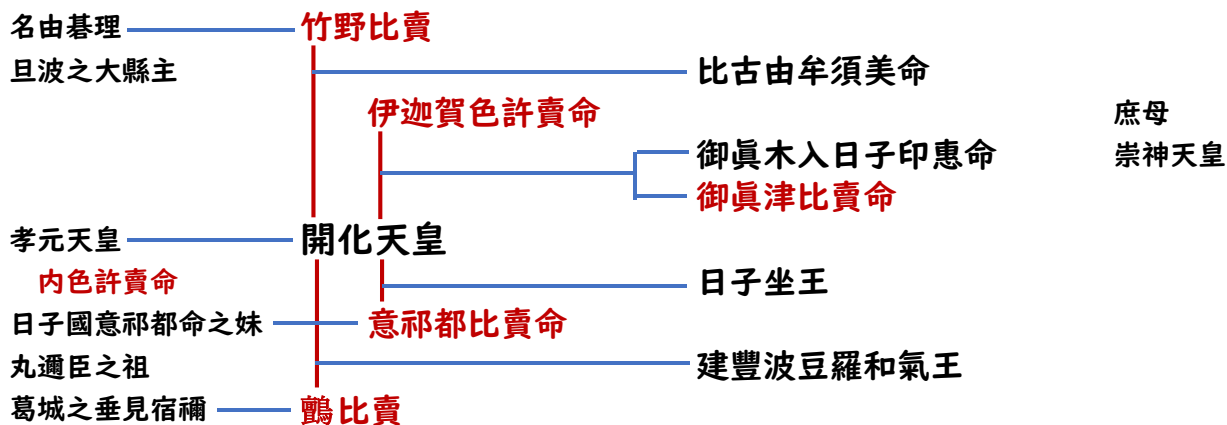 名由碁理 竹野比賣
旦波之大縣主 比古由牟須美命
伊迦賀色許賣命 庶母
御眞木入日子印惠命 崇神天皇
御眞津比賣命
孝元天皇 開化天皇
内色許賣命 日子坐王
日子國意祁都命之妹 意祁都比賣命
丸邇臣之祖 建豐波豆羅和氣王
葛城之垂見宿禰 鸇比賣